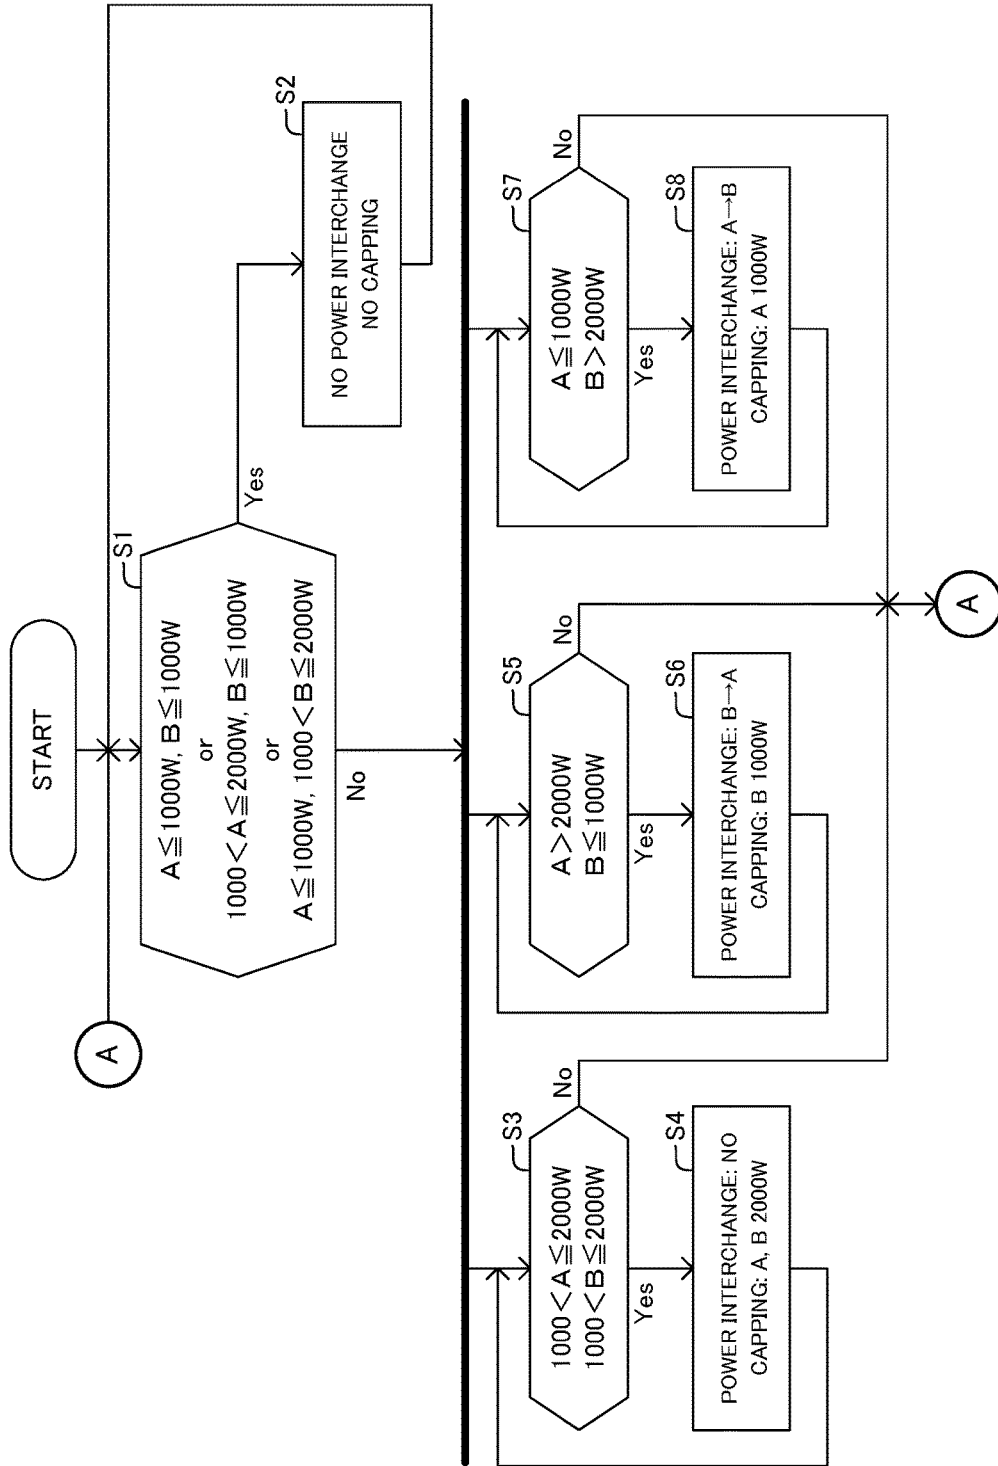 START
A
S1
A≦1000W, B≦1000W
or
1000<A≦2000W, B≦1000W
or
A≦1000W, 1000<B≦2000W
Yes
No
S2
NO POWER INTERCHANGE
NO CAPPING
S3
1000<A≦2000W
1000<B≦2000W
No
Yes
S4
POWER INTERCHANGE: NO
CAPPING: A, B 2000W
S5
A>2000W
B≦1000W
No
Yes
S6
POWER INTERCHANGE: B→A
CAPPING: B 1000W
S7
A≦1000W
B>2000W
No
Yes
S8
POWER INTERCHANGE: A→B
CAPPING: A 1000W
A